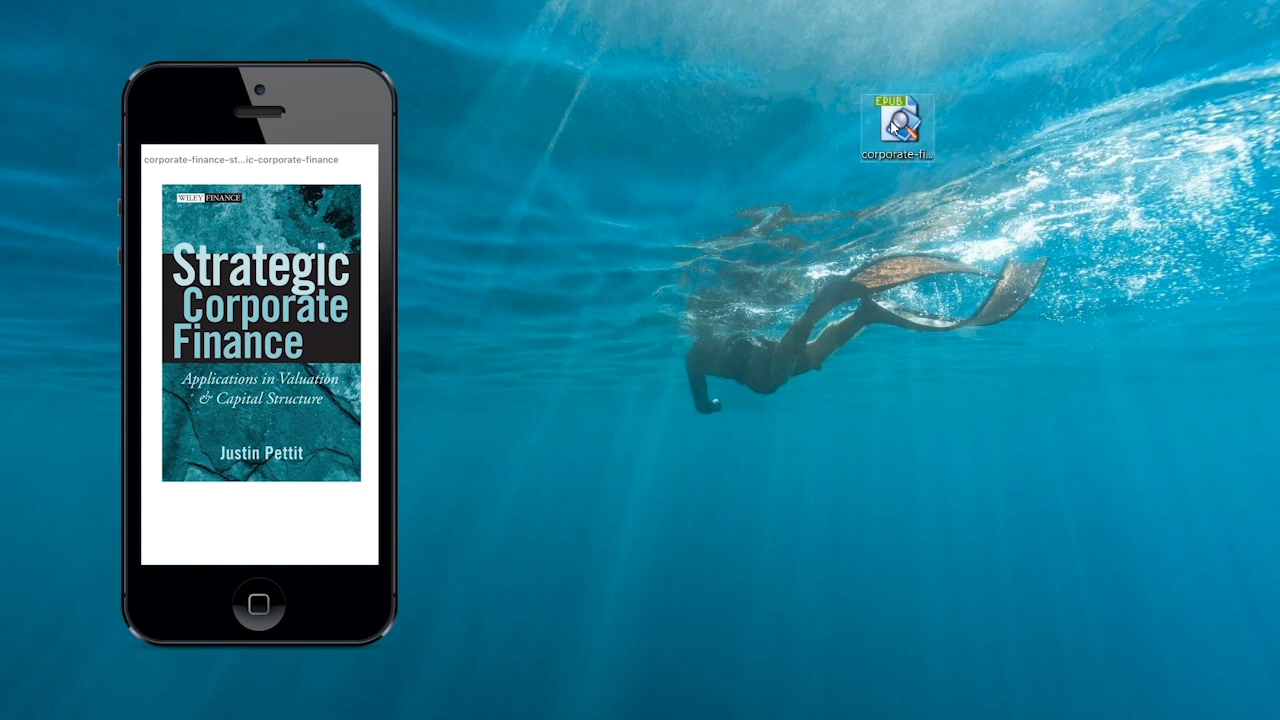 corporate-finance-st...ic-corporate-finance
WILEY FINANCE
Strategic
Corporate
Finance
Applications in Valuation
& Capital Structure
Justin Pettit
EPUB
corporate-fi...